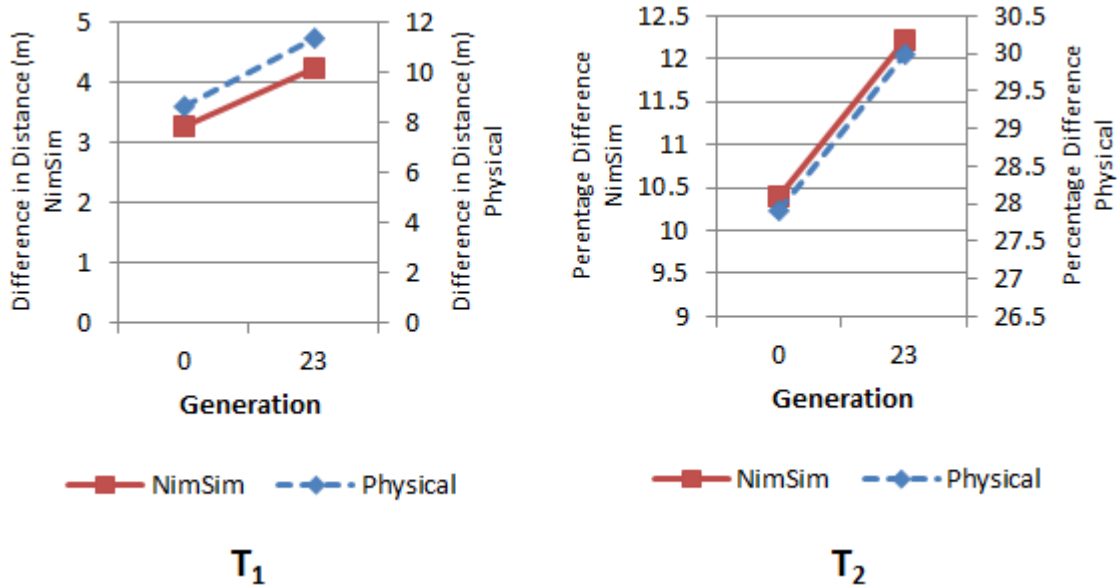 Difference in Distance (m)
NimSim
5
4
3
2
1
0
12
10
8
6
4
2
0
Difference in Distance (m)
Physical
0 23
Generation
NimSim Physical
T₁
Perentage Difference
NimSim
12.5
12
11.5
11
10.5
10
9.5
9
30.5
30
29.5
29
28.5
28
27.5
27
26.5
Percentage Difference
Physical
0 23
Generation
NimSim Physical
T₂